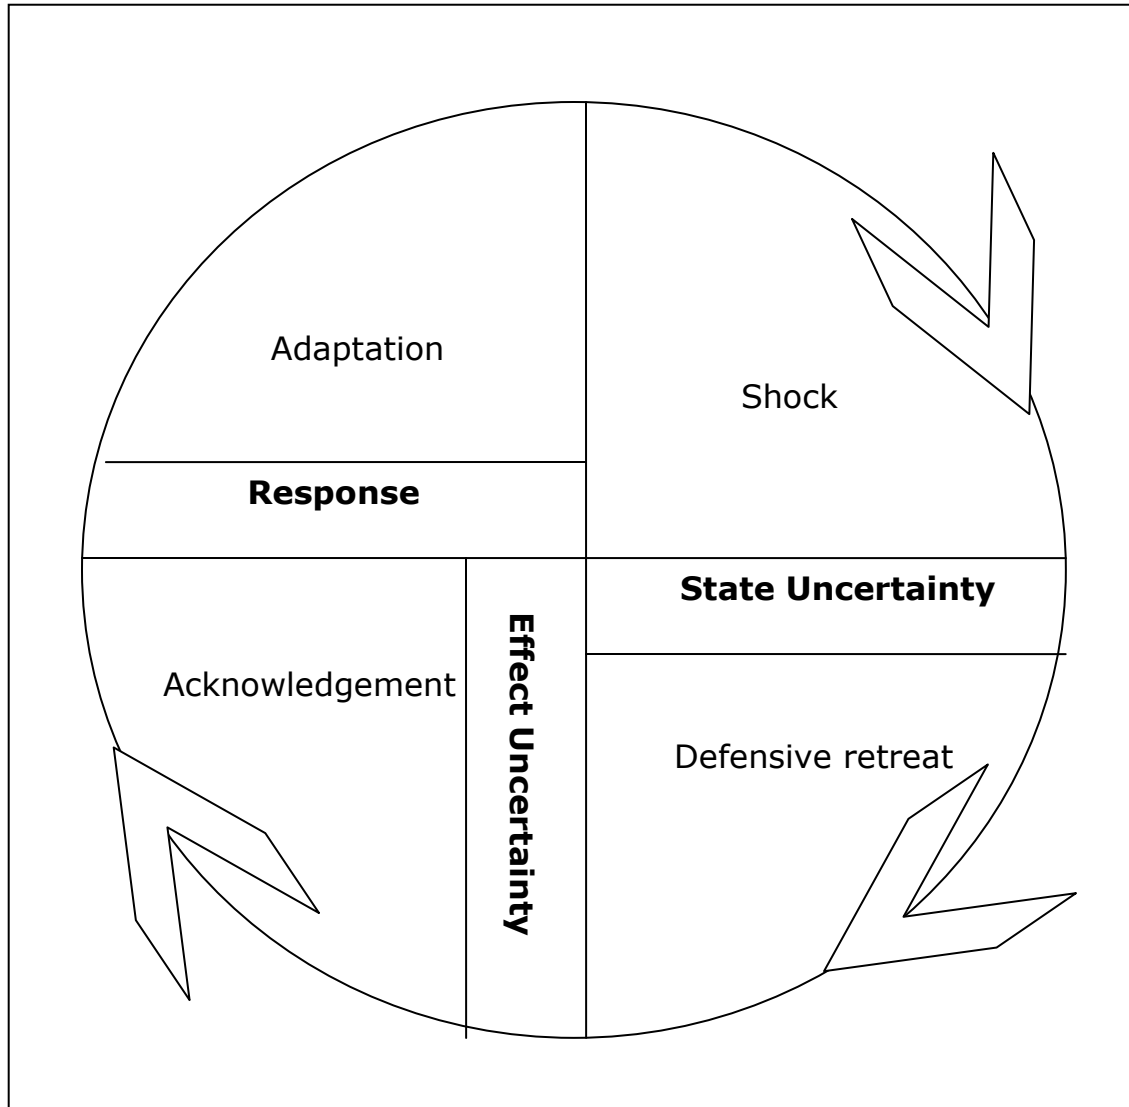 Adaptation
Shock
Response
State Uncertainty
Effect Uncertainty
Acknowledgement
Defensive retreat